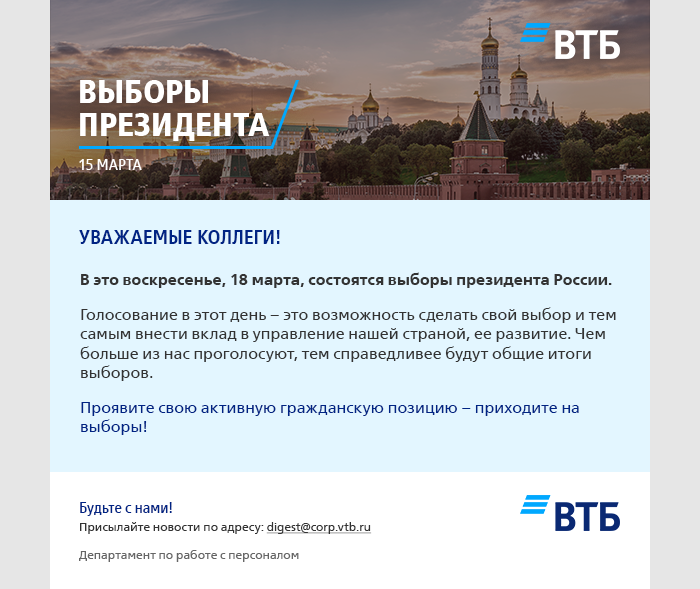 ВТБ
ВЫБОРЫ
ПРЕЗИДЕНТА
15 МАРТА
УВАЖАЕМЫЕ КОЛЛЕГИ!
В это воскресенье, 18 марта, состоятся выборы президента России.
Голосование в этот день – это возможность сделать свой выбор и тем
самым внести вклад в управление нашей страной, ее развитие. Чем
больше из нас проголосуют, тем справедливее будут общие итоги
выборов.
Проявите свою активную гражданскую позицию – приходите на
выборы!
Будьте с нами!
Присылайте новости по адресу: digest@corp.vtb.ru
Департамент по работе с персоналом
ВТБ